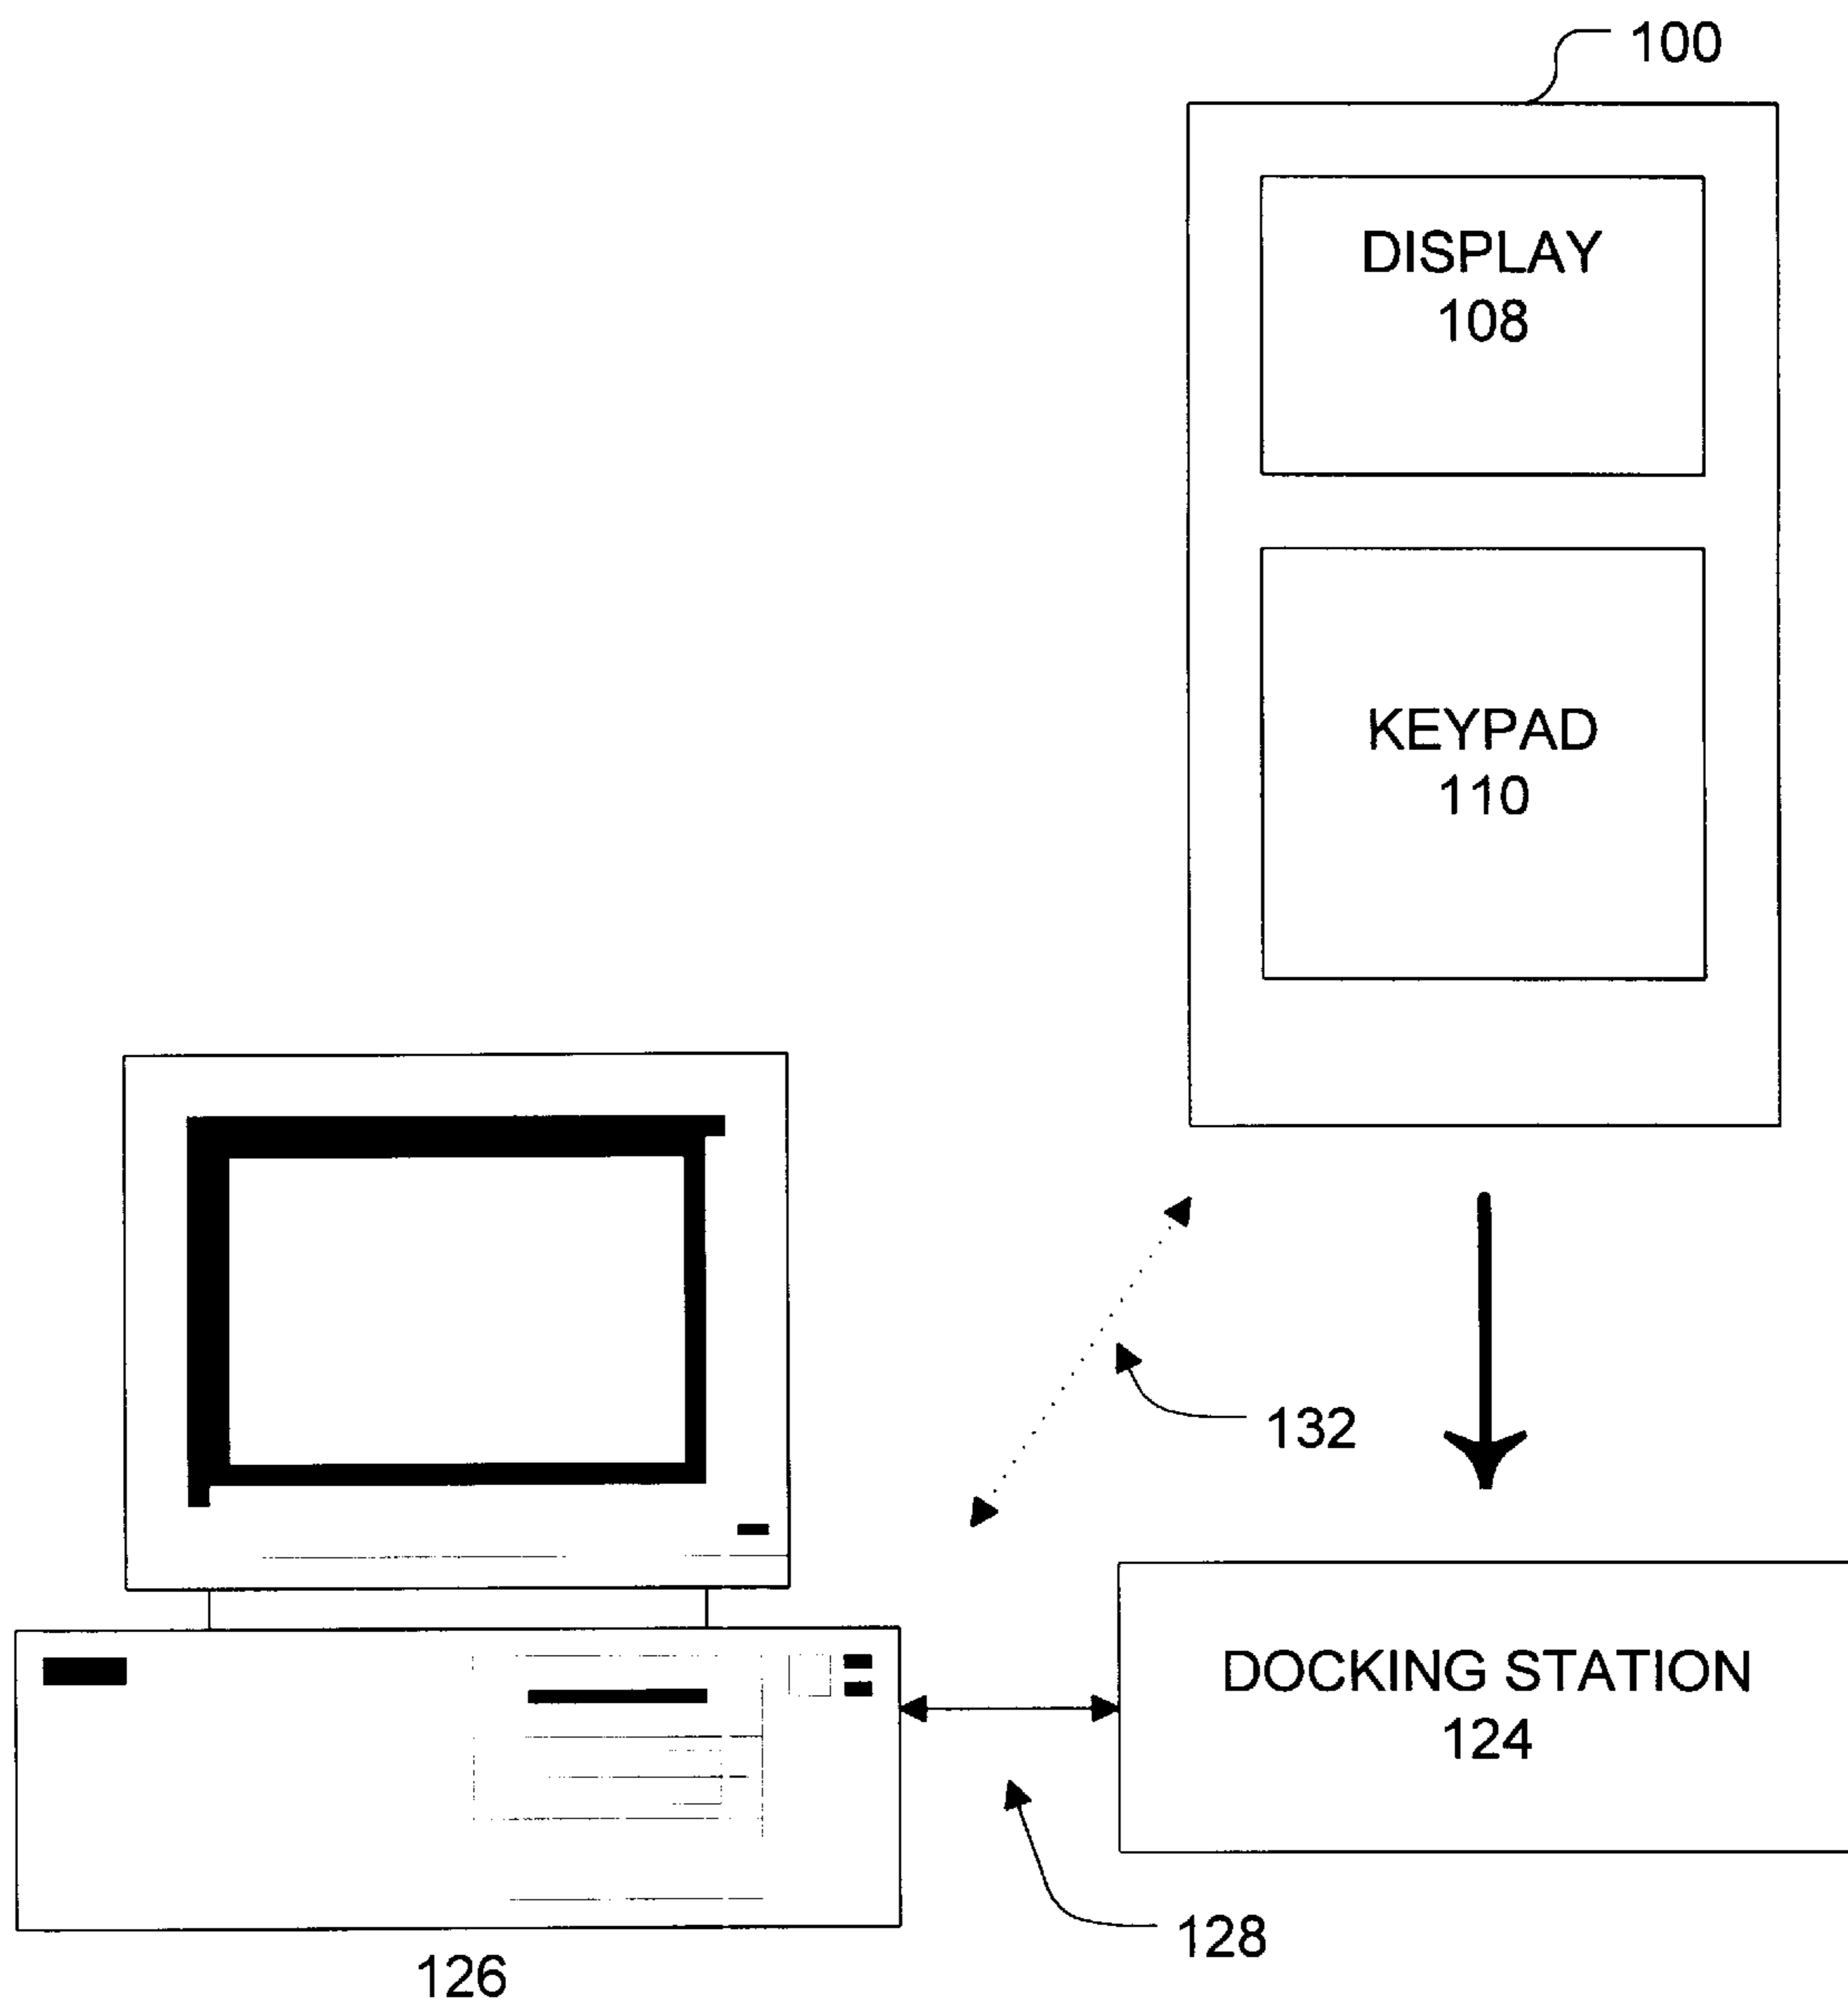 100
DISPLAY
108
KEYPAD
110
132
DOCKING STATION
124
128
126